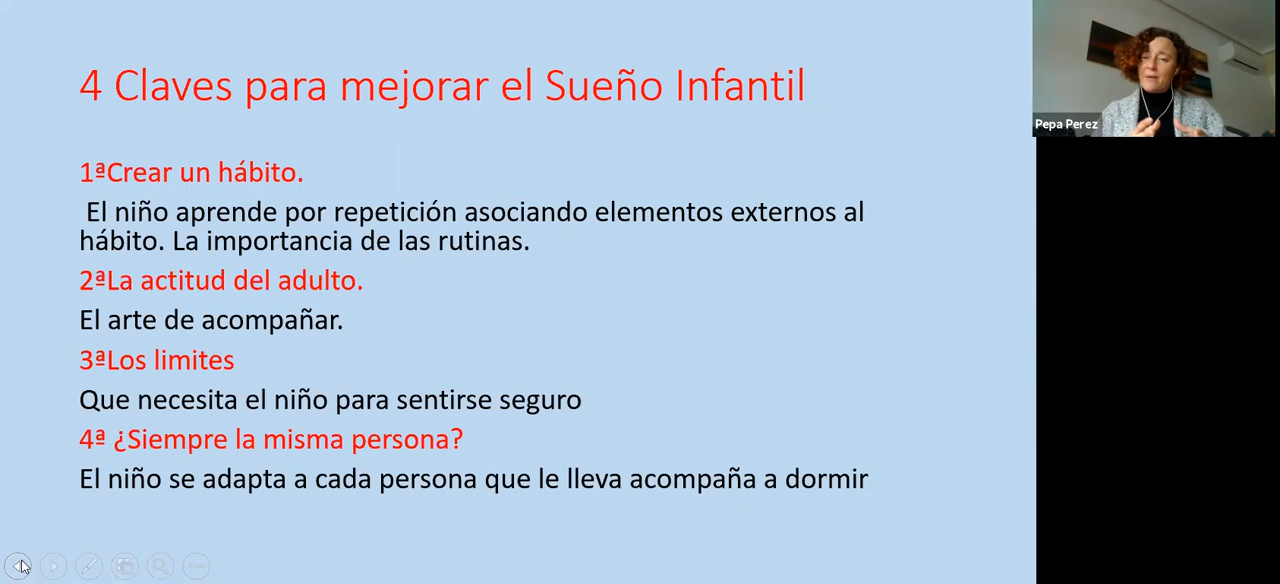 4 Claves para mejorar el Sueño Infantil
1ªCrear un hábito.
El niño aprende por repetición asociando elementos externos al
hábito. La importancia de las rutinas.
2ªLa actitud del adulto.
El arte de acompañar.
3ªLos limites
Que necesita el niño para sentirse seguro
4ª ¿Siempre la misma persona?
El niño se adapta a cada persona que le lleva acompaña a dormir
Pepa Perez